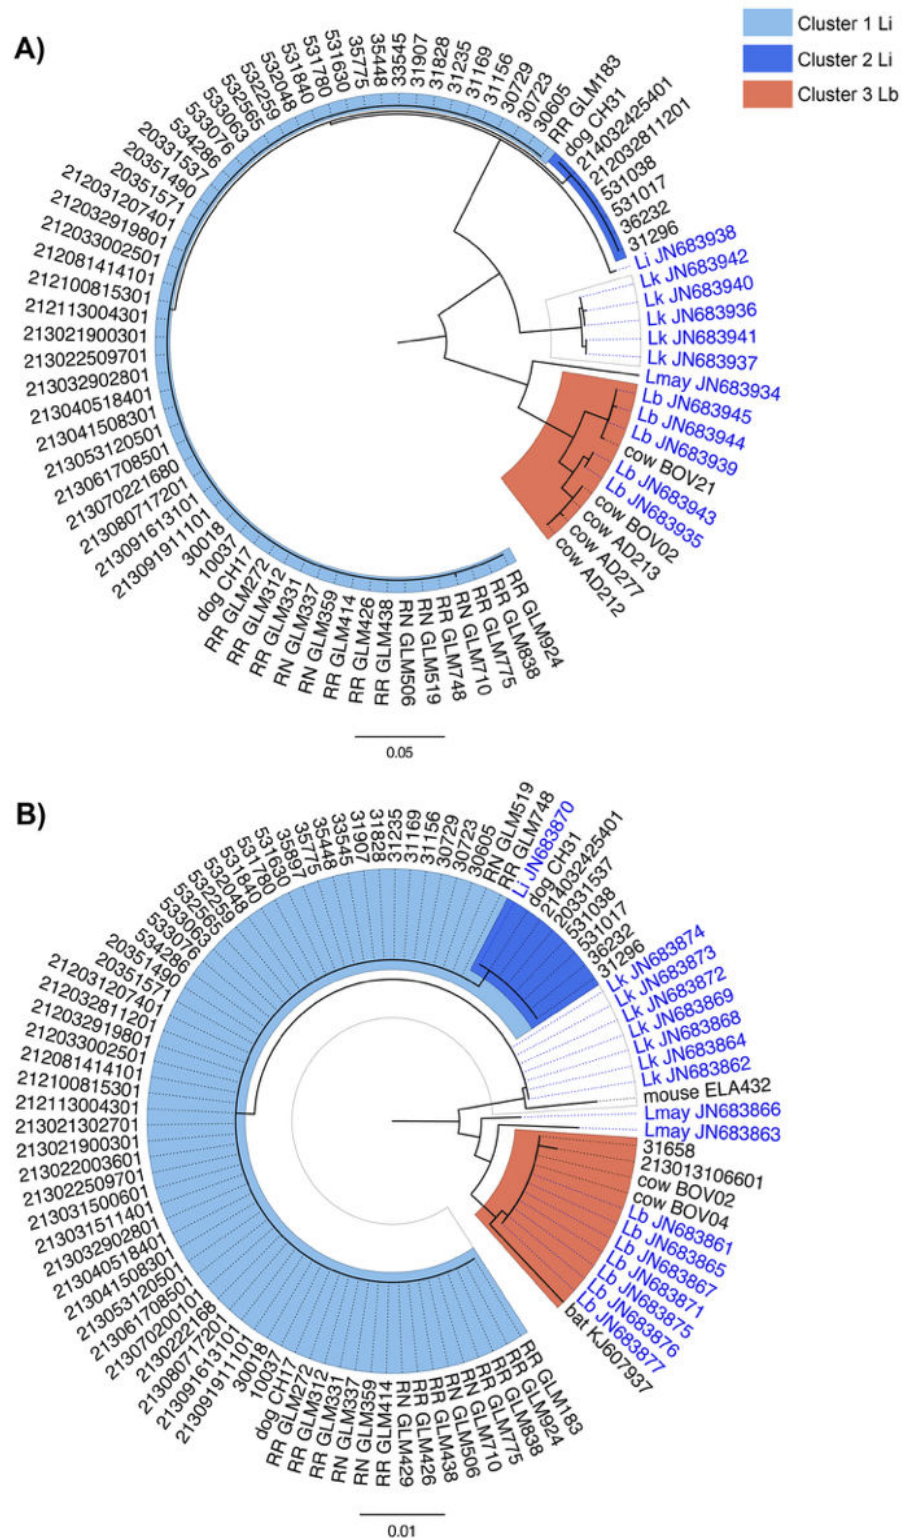 A)
Cluster 1 Li
Cluster 2 Li
Cluster 3 Lb
RR GLM183
dog CH31
214032425401
212032811201
531038
531017
36232
31296
Li JN683938
Lk JN683942
Lk JN683940
Lk JN683936
Lk JN683941
Lk JN683937
Lmay JN683934
Lb JN683945
Lb JN683944
Lb JN683939
cow BOV21
Lb JN683943
Lb JN683935
cow BOV02
cow AD213
cow AD277
cow AD212
RR GLM924
RR GLM838
RR GLM775
RN GLM710
RR GLM748
RN GLM519
RN GLM506
RR GLM438
RR GLM426
RR GLM414
RN GLM359
RN GLM337
RR GLM331
RR GLM312
RR GLM272
dog CH17
10037
30018
213091911101
213091613101
213080717201
213070221680
213061708501
213053120501
213041508301
213040518401
213032902801
213022509701
213021900301
212113004301
212100815301
212081414101
212033002501
212032919801
212031207401
20351571
20351490
20331537
534286
533076
533063
532565
532259
532048
531840
531780
531630
35775
35448
33545
31907
31828
31235
31169
31156
30729
30723
30605
0.05
B)
RN GLM519
RR GLM748
Li JN683870
dog CH31
214032425401
20331537
531038
531017
36232
31296
Lk JN683874
Lk JN683873
Lk JN683872
Lk JN683869
Lk JN683868
Lk JN683864
Lk JN683862
mouse ELA432
Lmay JN683866
Lmay JN683863
31658
213013106601
cow BOV02
cow BOV04
Lb JN683861
Lb JN683865
Lb JN683867
Lb JN683871
Lb JN683875
Lb JN683876
Lb JN683877
bat KJ607937
RR GLM183
RR GLM924
RR GLM838
RR GLM775
RN GLM710
RN GLM506
RR GLM438
RR GLM426
RN GLM429
RR GLM414
RN GLM359
RN GLM337
RR GLM331
RR GLM312
RR GLM272
dog CH17
10037
30018
213091911101
213091613101
213080717201
2130222168
213070200101
213061708501
213053120501
213041508301
213040518401
213032902801
213031511401
213031500601
213022509701
213022003601
213021900301
213021302701
212113004301
212100815301
212081414101
212033002501
212032919801
212032811201
212031207401
20351571
20351490
534286
533076
533063
532565
532259
532048
531840
531780
531630
35897
35775
35448
33545
31907
31828
31235
31169
31156
30729
30723
30605
0.01